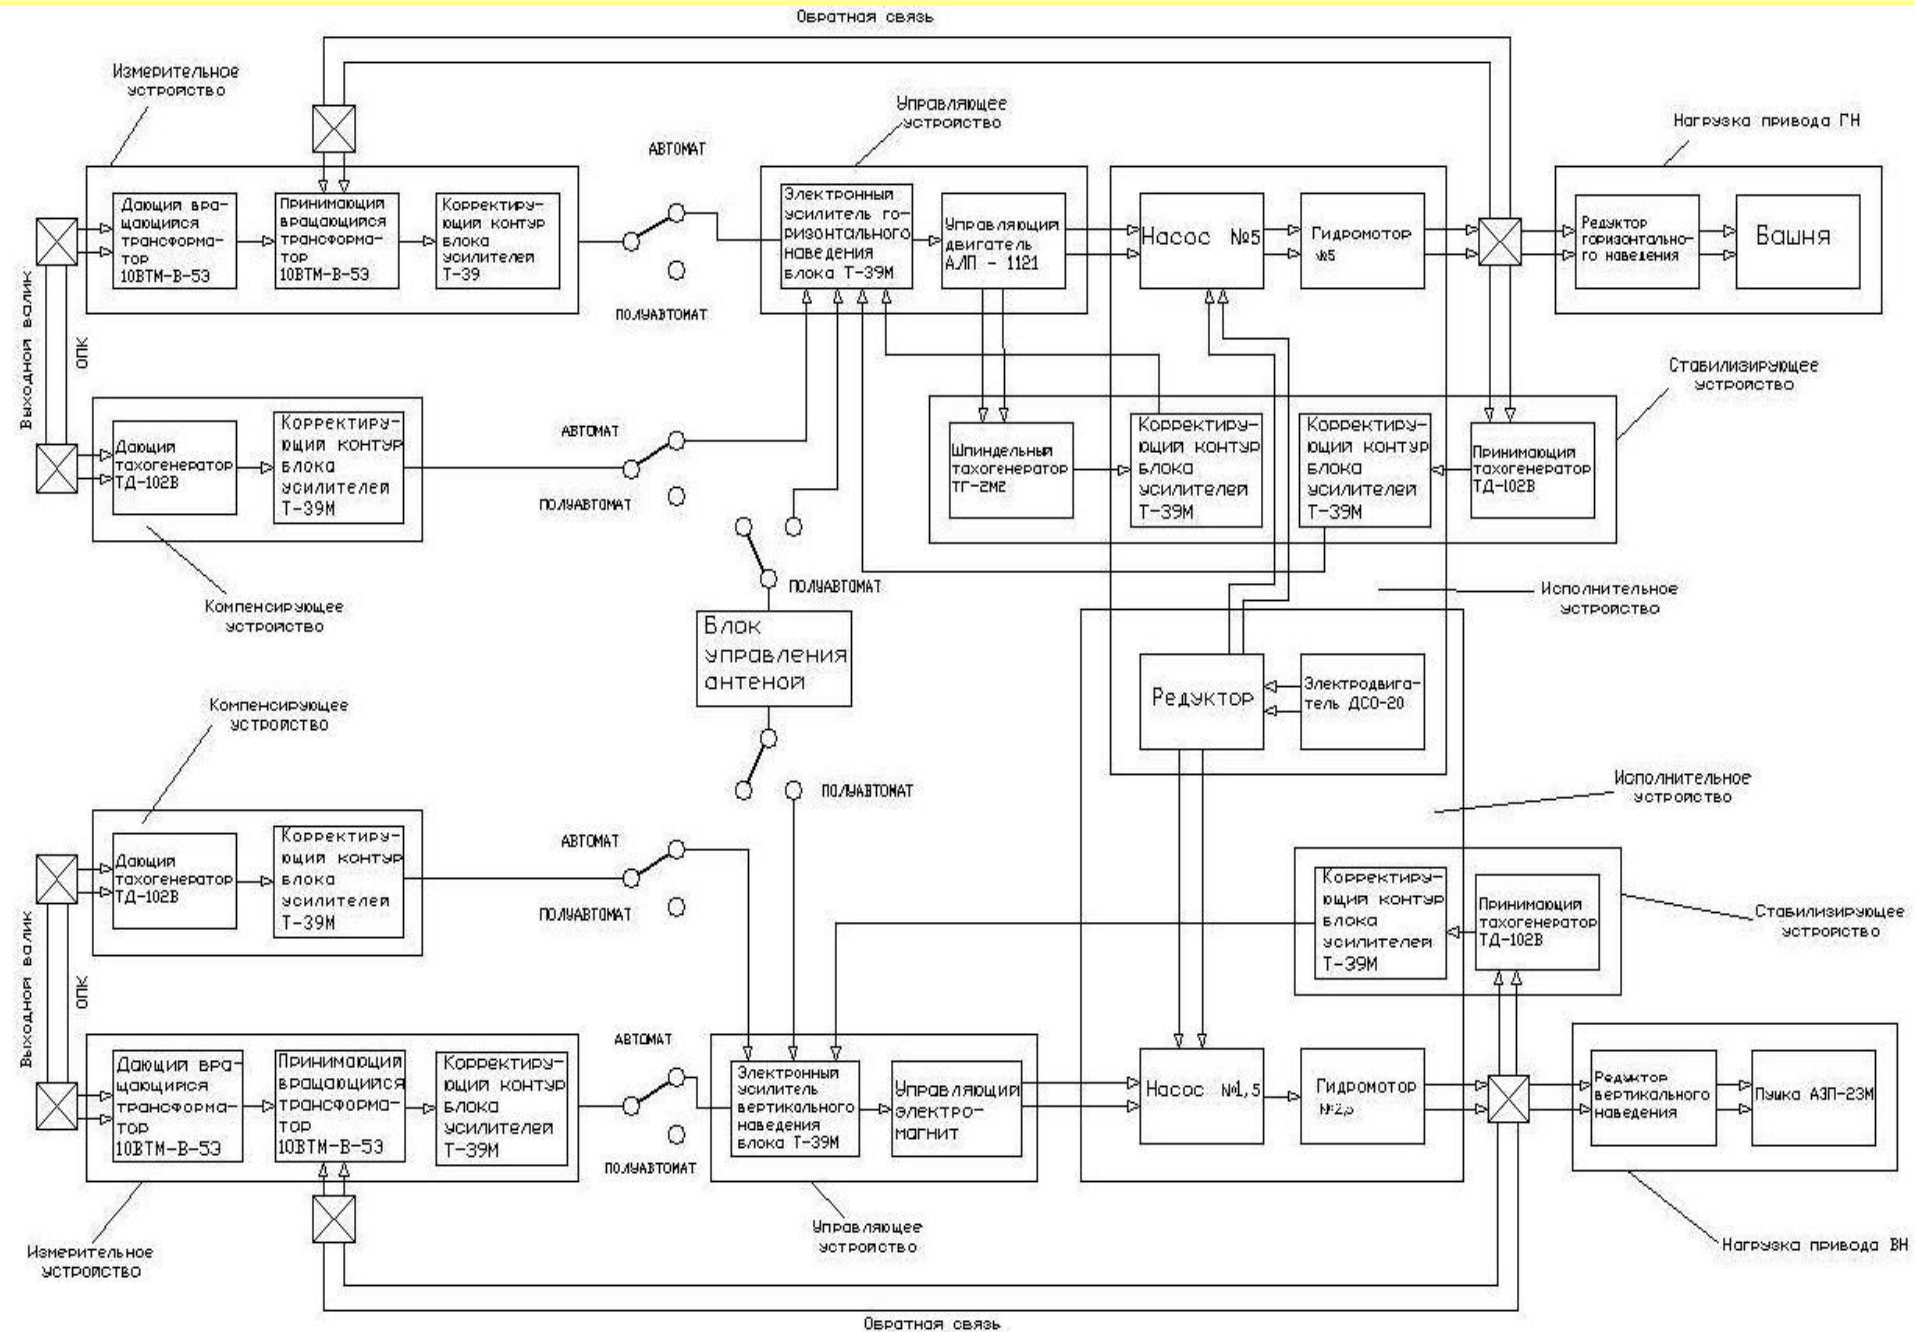 Обратная связь
Измерительное
устройство
Управляющее
устройство
Нагрузка привода ГН
АВТОМАТ
Дающий вра-
щающийся
трансформа-
тор
10ВТМ-В-5Э
Принимающий
вращающийся
трансформа-
тор
10ВТМ-В-5Э
Корректиру-
ющий контур
блока
усилителей
Т-39
ПОЛУАВТОМАТ
Электронный
усилитель го-
ризонтального
наведения
блока Т-39М
Управляющий
двигатель
АЛП - 1121
Насос №5
Гидромотор
№5
Редуктор
горизонтально-
го наведения
Башня
Выходной валик
ОПК
Стабилизирующее
устройство
Дающий
тахогенератор
ТД-102В
Корректиру-
ющий контур
блока
усилителей
Т-39М
АВТОМАТ
ПОЛУАВТОМАТ
Шпиндельный
тахогенератор
ТГ-2М2
Корректиру-
ющий контур
блока
усилителей
Т-39М
Корректиру-
ющий контур
блока
усилителей
Т-39М
Принимающий
тахогенератор
ТД-102В
Компенсирующее
устройство
ПОЛУАВТОМАТ
Исполнительное
устройство
Блок
управления
антеной
Редуктор
Электродвига-
тель ДСО-20
Компенсирующее
устройство
ПОЛУАВТОМАТ
Исполнительное
устройство
Дающий
тахогенератор
ТД-102В
Корректиру-
ющий контур
блока
усилителей
Т-39М
АВТОМАТ
ПОЛУАВТОМАТ
Корректиру-
ющий контур
блока
усилителей
Т-39М
Принимающий
тахогенератор
ТД-102В
Стабилизирующее
устройство
Выходной валик
ОПК
Дающий вра-
щающийся
трансформа-
тор
10ВТМ-В-5Э
Принимающий
вращающийся
трансформа-
тор
10ВТМ-В-5Э
Корректиру-
ющий контур
блока
усилителей
Т-39М
АВТОМАТ
ПОЛУАВТОМАТ
Электронный
усилитель
вертикального
наведения
блока Т-39М
Управляющий
электро-
магнит
Насос №1,5
Гидромотор
№2,5
Редуктор
вертикального
наведения
Пушка АЗП-23М
Измерительное
устройство
Управляющее
устройство
Нагрузка привода ВН
Обратная связь